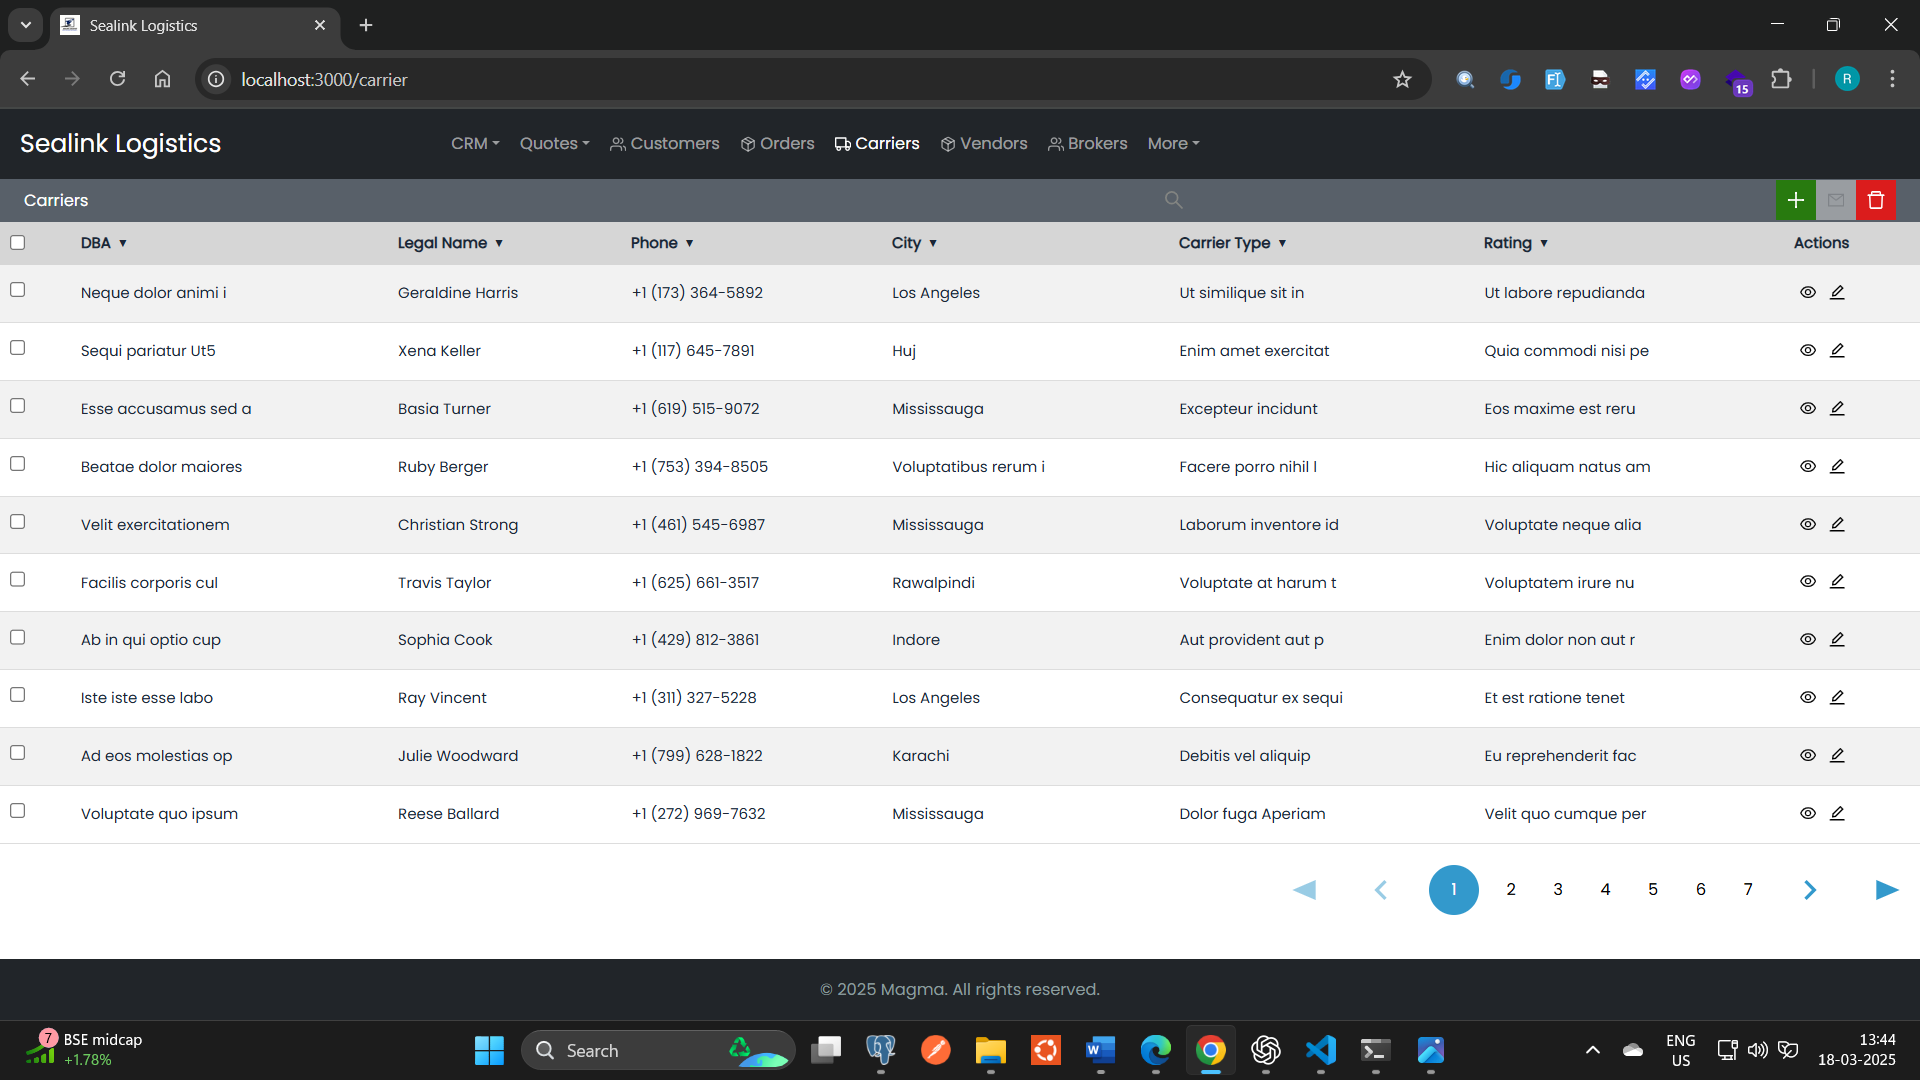 Sealink Logistics
localhost:3000/carrier
15
R
Sealink Logistics
CRM Quotes Customers Orders Carriers Vendors Brokers More
Carriers
DBA ▼ Legal Name ▼ Phone ▼ City ▼ Carrier Type ▼ Rating ▼ Actions
Neque dolor animi i Geraldine Harris +1 (173) 364-5892 Los Angeles Ut similique sit in Ut labore repudianda
Sequi pariatur Ut5 Xena Keller +1 (117) 645-7891 Huj Enim amet exercitat Quia commodi nisi pe
Esse accusamus sed a Basia Turner +1 (619) 515-9072 Mississauga Excepteur incidunt Eos maxime est reru
Beatae dolor maiores Ruby Berger +1 (753) 394-8505 Voluptatibus rerum i Facere porro nihil l Hic aliquam natus am
Velit exercitationem Christian Strong +1 (461) 545-6987 Mississauga Laborum inventore id Voluptate neque alia
Facilis corporis cul Travis Taylor +1 (625) 661-3517 Rawalpindi Voluptate at harum t Voluptatem irure nu
Ab in qui optio cup Sophia Cook +1 (429) 812-3861 Indore Aut provident aut p Enim dolor non aut r
Iste iste esse labo Ray Vincent +1 (311) 327-5228 Los Angeles Consequatur ex sequi Et est ratione tenet
Ad eos molestias op Julie Woodward +1 (799) 628-1822 Karachi Debitis vel aliquip Eu reprehenderit fac
Voluptate quo ipsum Reese Ballard +1 (272) 969-7632 Mississauga Dolor fuga Aperiam Velit quo cumque per
1 2 3 4 5 6 7
© 2025 Magma. All rights reserved.
7 BSE midcap
+1.78%
Search
ENG
US
13:44
18-03-2025